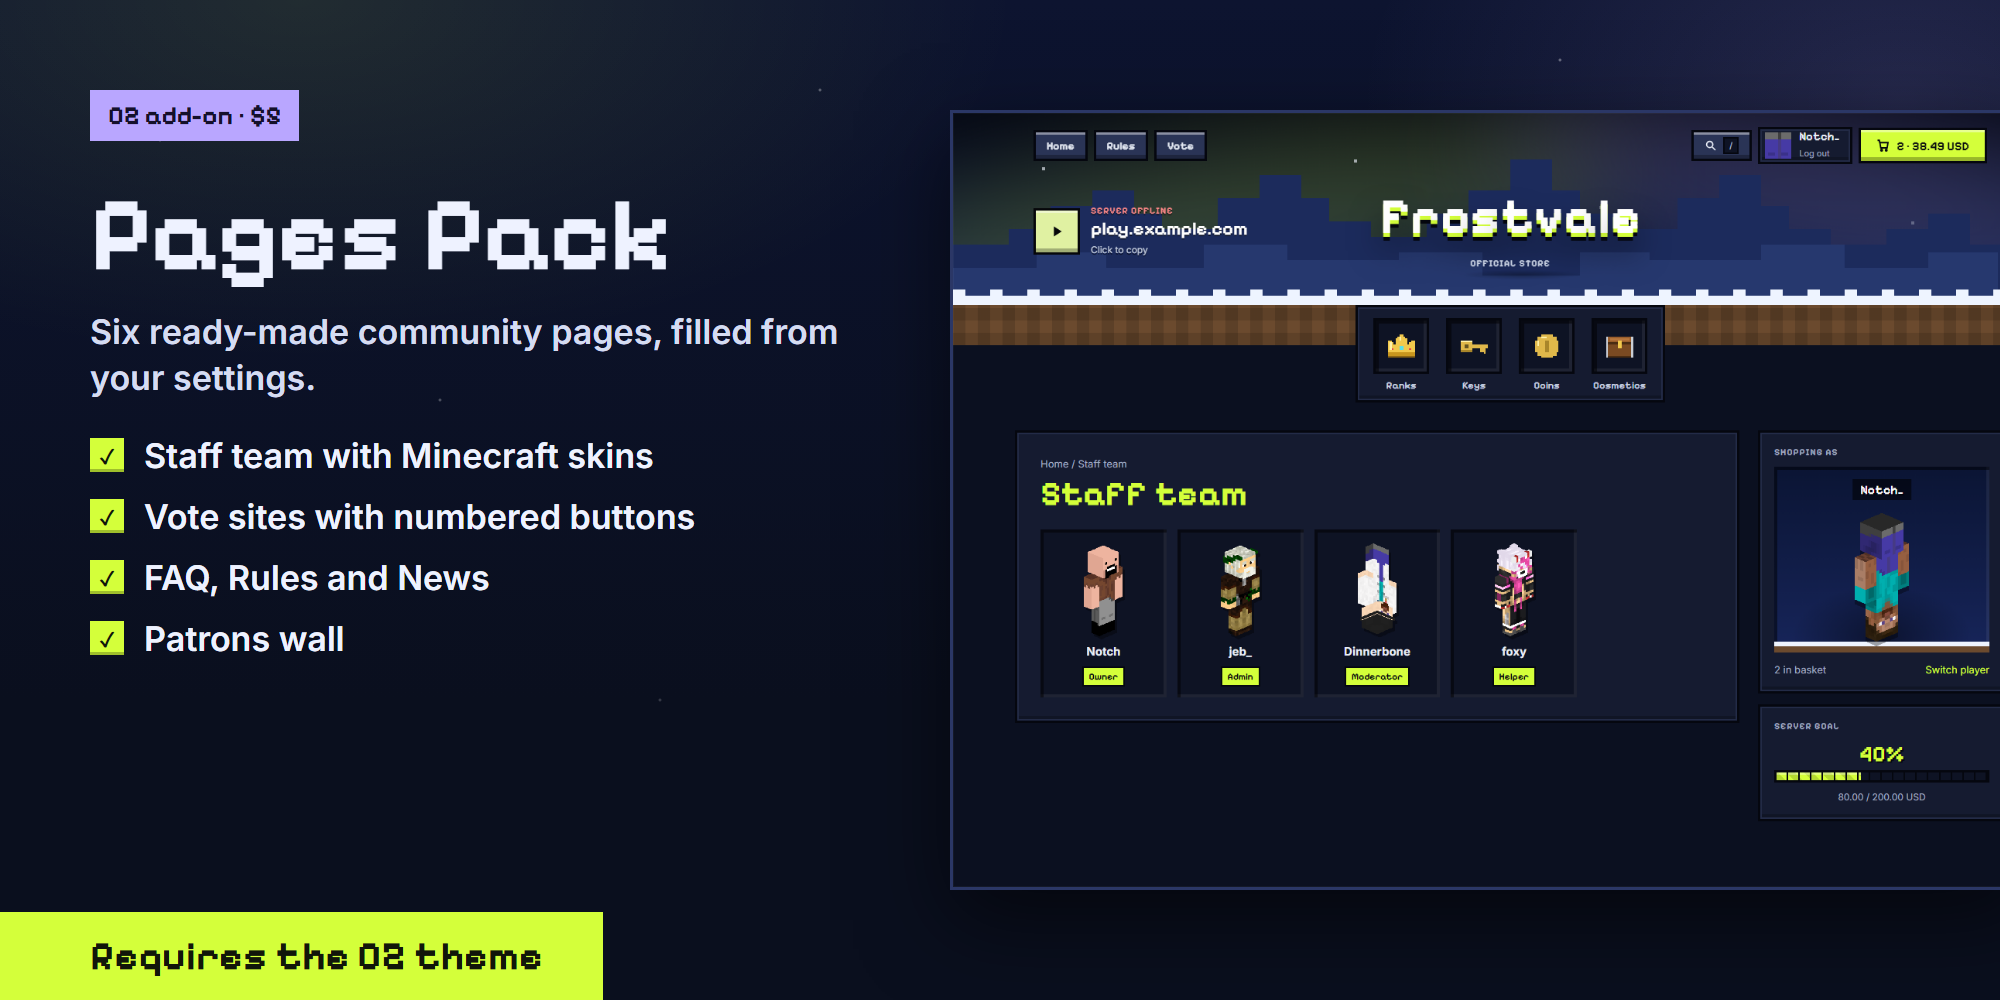 02 add-on · $8
Pages Pack
Six ready-made community pages, filled from
your settings.
✓ Staff team with Minecraft skins
✓ Vote sites with numbered buttons
✓ FAQ, Rules and News
✓ Patrons wall
Requires the 02 theme
Home Rules Vote
/ Notch_
Log out
2 · 38.49 USD
SERVER OFFLINE
play.example.com
Click to copy
Frostvale
OFFICIAL STORE
Ranks Keys Coins Cosmetics
Home / Staff team
Staff team
Notch jeb_ Dinnerbone foxy
Owner Admin Moderator Helper
SHOPPING AS
Notch_
2 in basket Switch player
SERVER GOAL
40%
80.00 / 200.00 USD